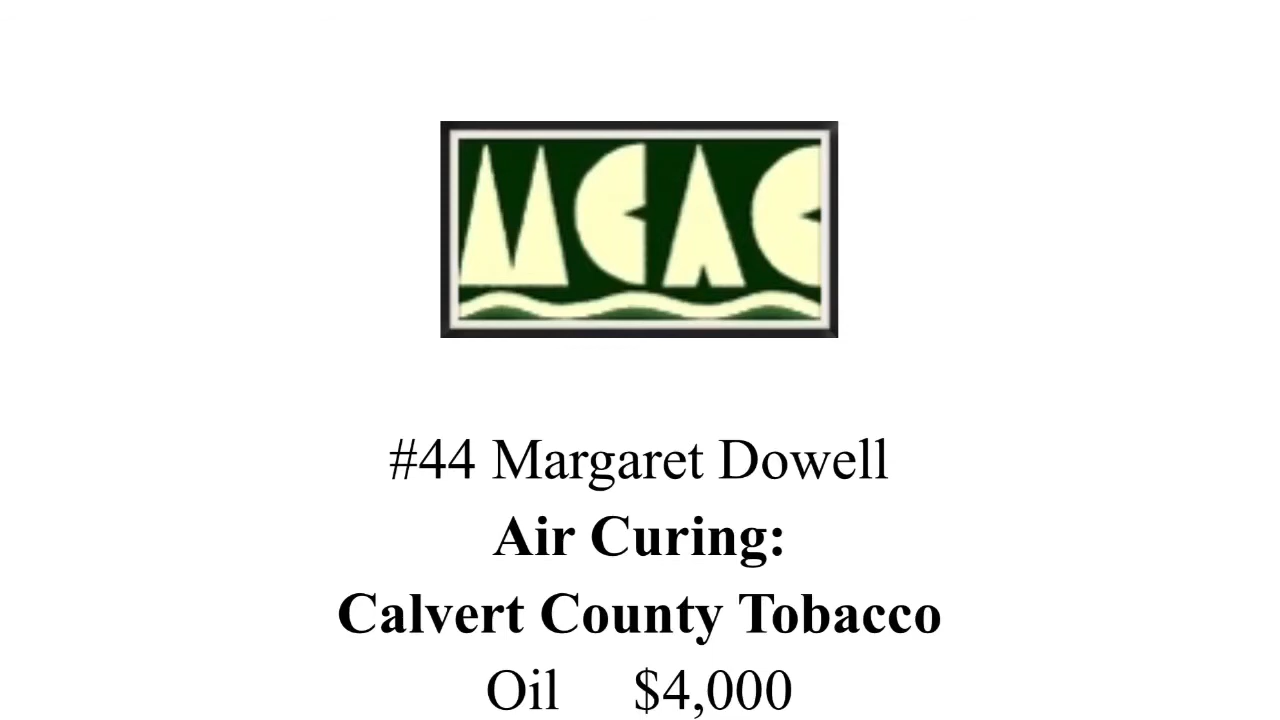 MCAC
#44 Margaret Dowell
Air Curing:
Calvert County Tobacco
Oil $4,000